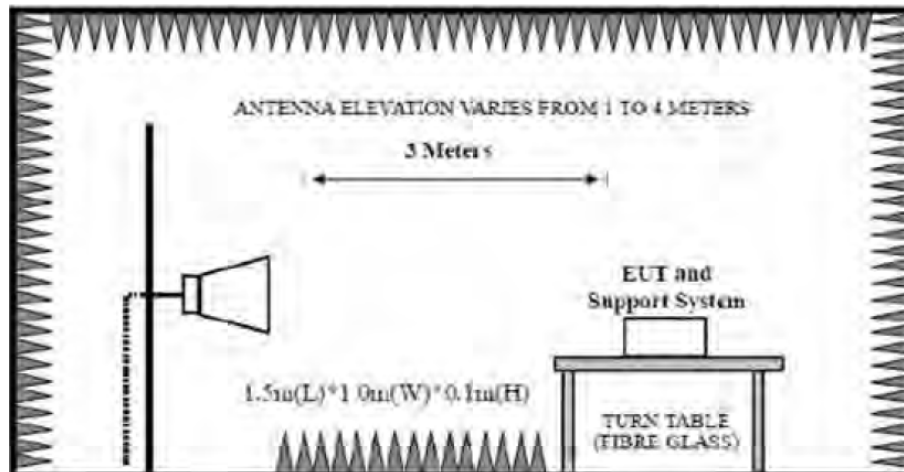 ANTENNA ELEVATION VARIES FROM 1 TO 4 METERS
3 Meters
EUT and
Support System
1.5m(L)*1.0m(W)*0.1m(H)
TURN TABLE
(FIBRE GLASS)